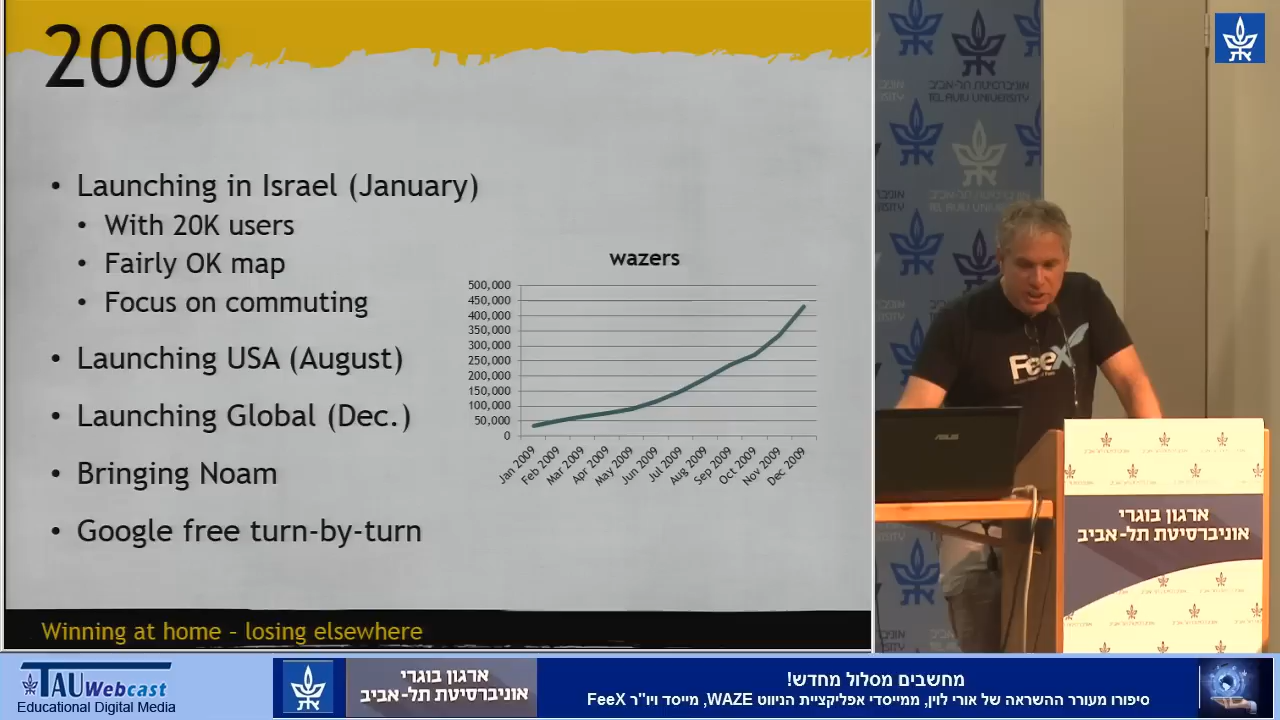 2009
• Launching in Israel (January)
• With 20K users
• Fairly OK map
• Focus on commuting
• Launching USA (August)
• Launching Global (Dec.)
• Bringing Noam
• Google free turn-by-turn
wazers
500,000
450,000
400,000
350,000
300,000
250,000
200,000
150,000
100,000
50,000
0
Jan 2009
Feb 2009
Mar 2009
Apr 2009
May 2009
Jun 2009
Jul 2009
Aug 2009
Sep 2009
Oct 2009
Nov 2009
Dec 2009
Winning at home – losing elsewhere
אוניברסיטת תל-אביב
TEL AVIV UNIVERSITY
FeeX
ASUS
ארגון בוגרי
אוניברסיטת תל-אביב
TAU Webcast
Educational Digital Media
ארגון בוגרי
אוניברסיטת תל-אביב
מחשבים מסלול מחדש!
סיפורו מעורר ההשראה של אורי לוין, ממייסדי אפליקציית הניווט WAZE, מייסד ויו"ר FeeX